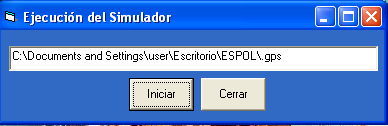 Ejecución del Simulador
C:\Documents and Settings\user\Escritorio\ESPOL\.gps
Iniciar
Cerrar